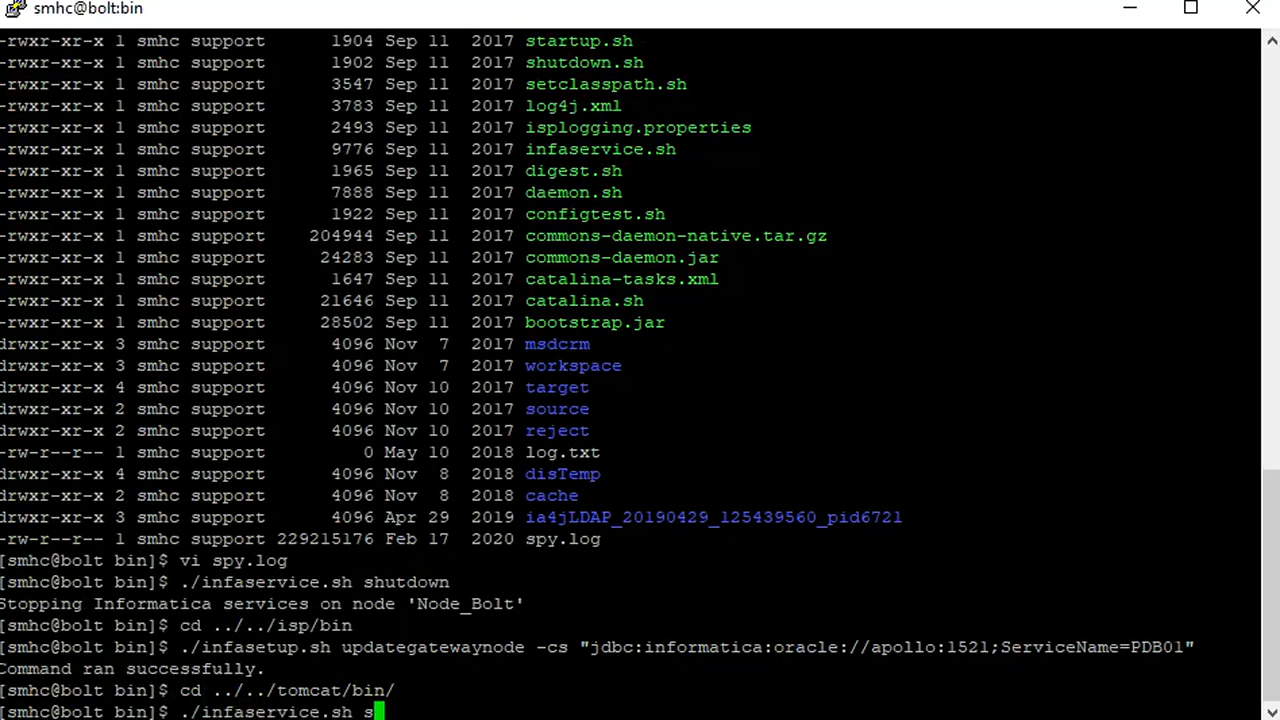 smhc@bolt:bin
-rwxr-xr-x 1 smhc support 1904 Sep 11 2017 startup.sh
-rwxr-xr-x 1 smhc support 1902 Sep 11 2017 shutdown.sh
-rwxr-xr-x 1 smhc support 3547 Sep 11 2017 setclasspath.sh
-rwxr-xr-x 1 smhc support 3783 Sep 11 2017 log4j.xml
-rwxr-xr-x 1 smhc support 2493 Sep 11 2017 isplogging.properties
-rwxr-xr-x 1 smhc support 9776 Sep 11 2017 infaservice.sh
-rwxr-xr-x 1 smhc support 1965 Sep 11 2017 digest.sh
-rwxr-xr-x 1 smhc support 7888 Sep 11 2017 daemon.sh
-rwxr-xr-x 1 smhc support 1922 Sep 11 2017 configtest.sh
-rwxr-xr-x 1 smhc support 204944 Sep 11 2017 commons-daemon-native.tar.gz
-rwxr-xr-x 1 smhc support 24283 Sep 11 2017 commons-daemon.jar
-rwxr-xr-x 1 smhc support 1647 Sep 11 2017 catalina-tasks.xml
-rwxr-xr-x 1 smhc support 21646 Sep 11 2017 catalina.sh
-rwxr-xr-x 1 smhc support 28502 Sep 11 2017 bootstrap.jar
drwxr-xr-x 3 smhc support 4096 Nov 7 2017 msdcrm
drwxr-xr-x 3 smhc support 4096 Nov 7 2017 workspace
drwxr-xr-x 4 smhc support 4096 Nov 10 2017 target
drwxr-xr-x 2 smhc support 4096 Nov 10 2017 source
drwxr-xr-x 2 smhc support 4096 Nov 10 2017 reject
-rw-r--r-- 1 smhc support 0 May 10 2018 log.txt
drwxr-xr-x 4 smhc support 4096 Nov 8 2018 disTemp
drwxr-xr-x 2 smhc support 4096 Nov 8 2018 cache
drwxr-xr-x 3 smhc support 4096 Apr 29 2019 ia4jLDAP_20190429_125439560_pid6721
-rw-r--r-- 1 smhc support 229215176 Feb 17 2020 spy.log
[smhc@bolt bin]$ vi spy.log
[smhc@bolt bin]$ ./infaservice.sh shutdown
Stopping Informatica services on node 'Node_Bolt'
[smhc@bolt bin]$ cd ../../isp/bin
[smhc@bolt bin]$ ./infasetup.sh updategatewaynode -cs "jdbc:informatica:oracle://apollo:1521;ServiceName=PDB01"
Command ran successfully.
[smhc@bolt bin]$ cd ../../tomcat/bin/
[smhc@bolt bin]$ ./infaservice.sh s